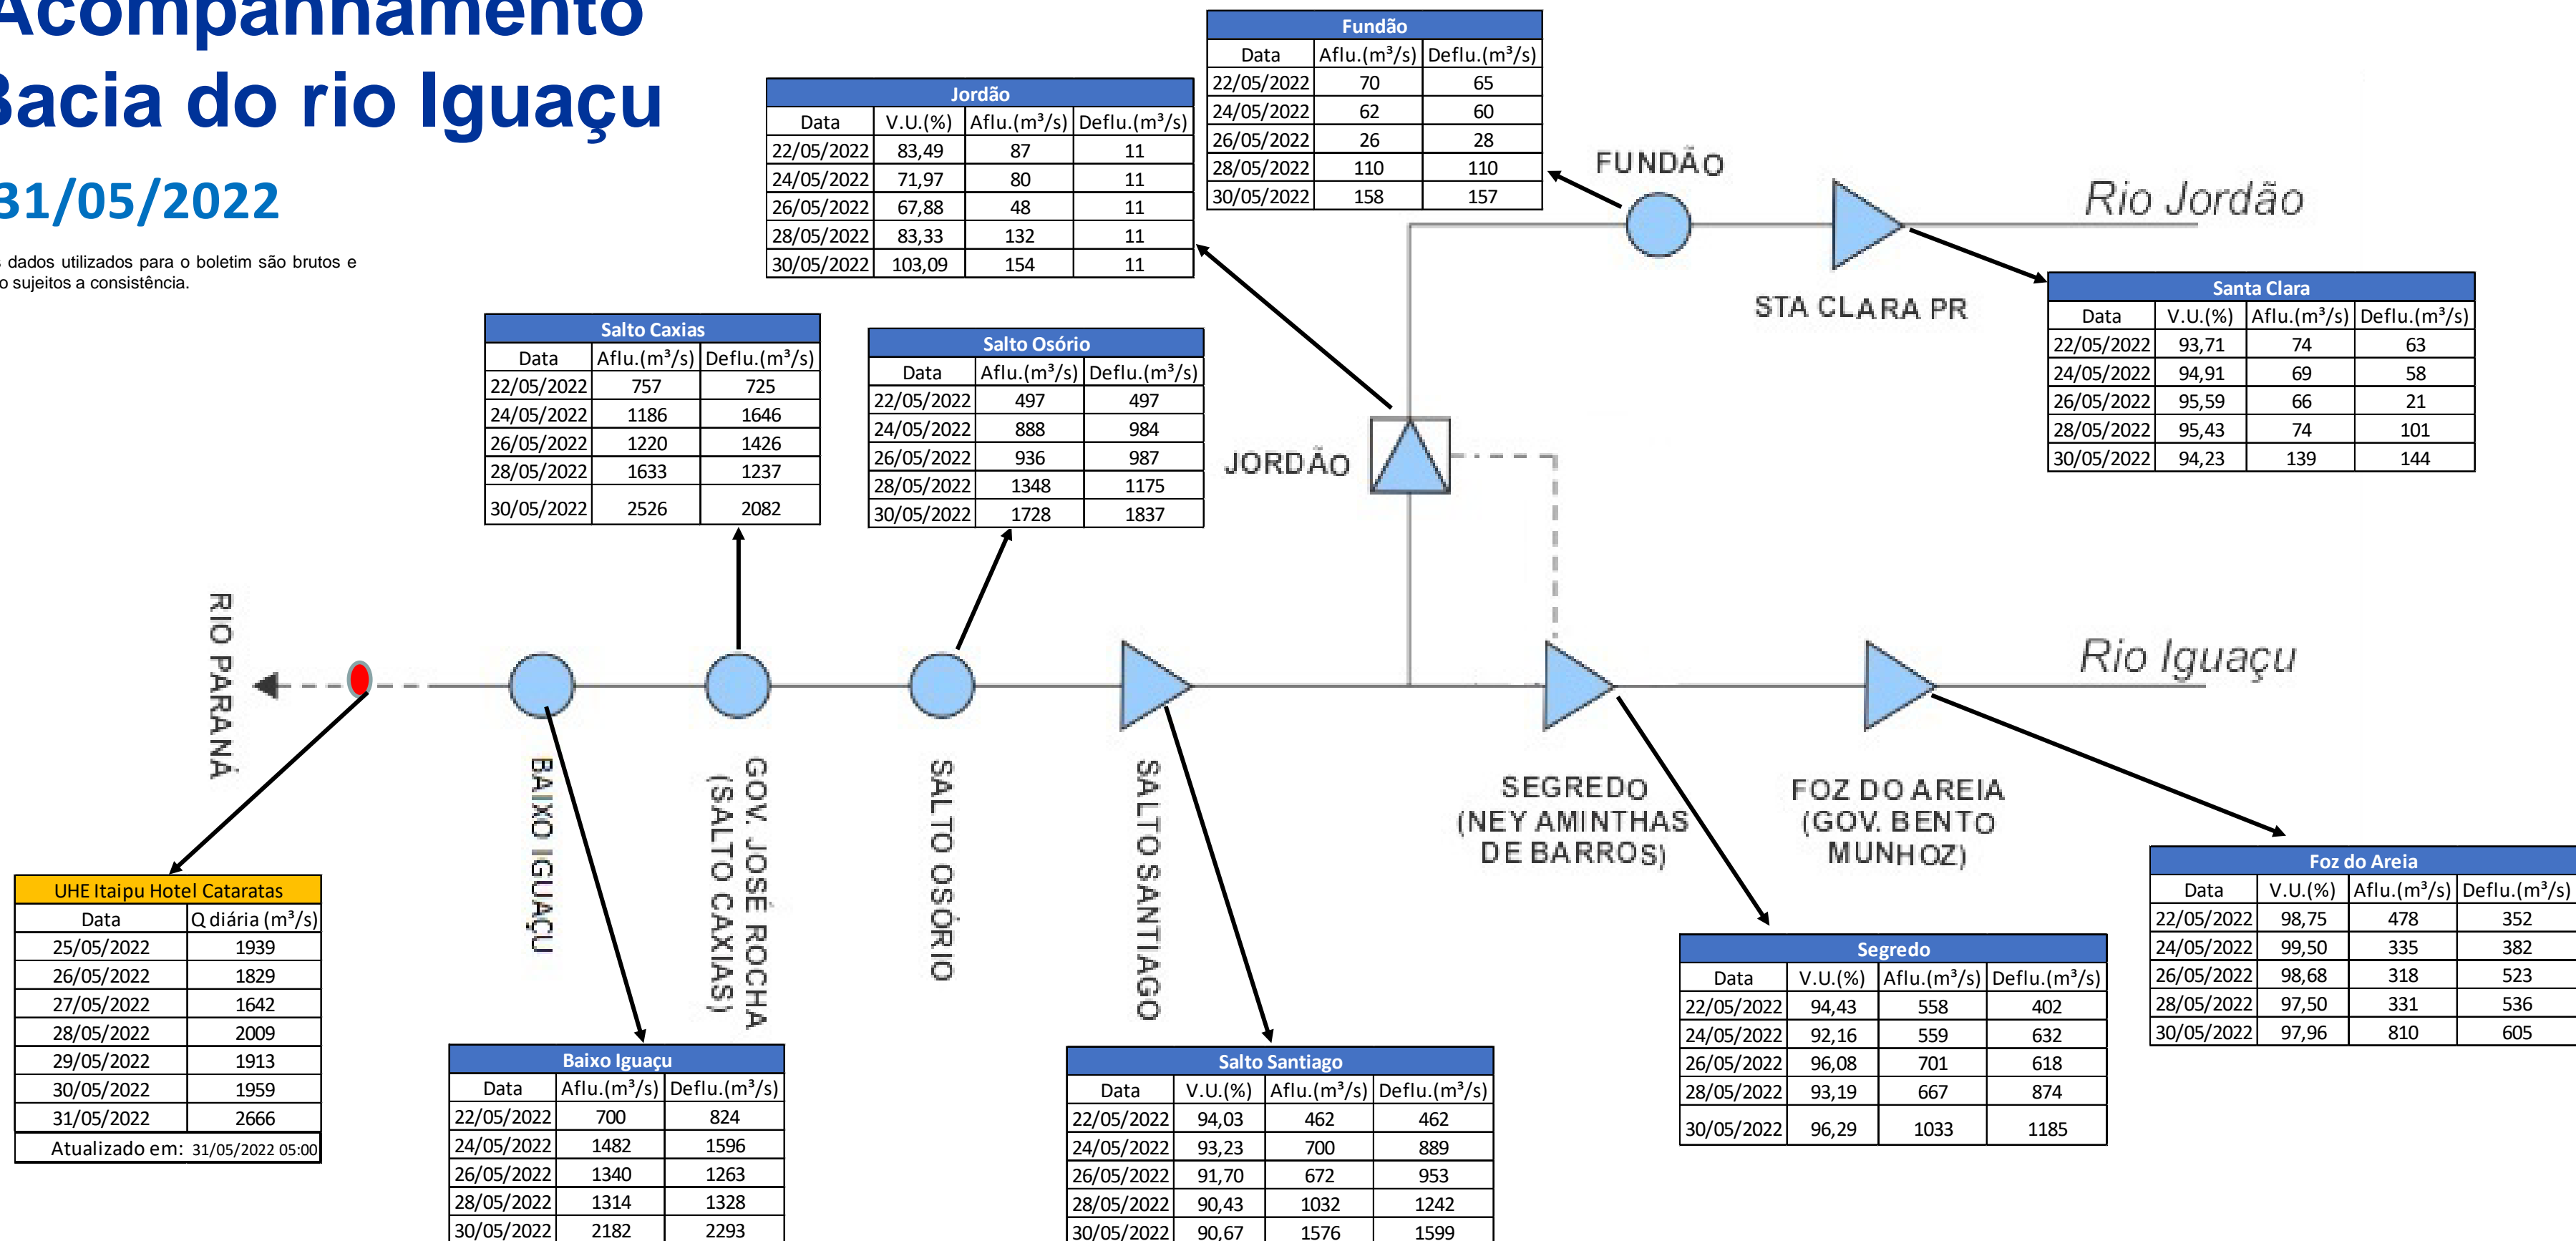 Acompanhamento
Bacia do rio Iguaçu
31/05/2022
s dados utilizados para o boletim são brutos e
o sujeitos a consistência.
Fundão
Data Aflu.(m³/s) Deflu.(m³/s)
22/05/2022 70 65
24/05/2022 62 60
26/05/2022 26 28
28/05/2022 110 110
30/05/2022 158 157
Jordão
Data V.U.(%) Aflu.(m³/s) Deflu.(m³/s)
22/05/2022 83,49 87 11
24/05/2022 71,97 80 11
26/05/2022 67,88 48 11
28/05/2022 83,33 132 11
30/05/2022 103,09 154 11
FUNDÃO
Rio Jordão
STA CLARA PR
Santa Clara
Data V.U.(%) Aflu.(m³/s) Deflu.(m³/s)
22/05/2022 93,71 74 63
24/05/2022 94,91 69 58
26/05/2022 95,59 66 21
28/05/2022 95,43 74 101
30/05/2022 94,23 139 144
Salto Caxias
Data Aflu.(m³/s) Deflu.(m³/s)
22/05/2022 757 725
24/05/2022 1186 1646
26/05/2022 1220 1426
28/05/2022 1633 1237
30/05/2022 2526 2082
Salto Osório
Data Aflu.(m³/s) Deflu.(m³/s)
22/05/2022 497 497
24/05/2022 888 984
26/05/2022 936 987
28/05/2022 1348 1175
30/05/2022 1728 1837
JORDÃO
RIO PARANÁ
Rio Iguaçu
BAIXO IGUAÇU
GOV. JOSÉ ROCHA
(SALTO CAXIAS)
SALTO OSÓRIO
SALTO SANTIAGO
SEGREDO
(NEY AMINTHAS
DE BARROS)
FOZ DO AREIA
(GOV. BENTO
MUNHOZ)
UHE Itaipu Hotel Cataratas
Data Q diária (m³/s)
25/05/2022 1939
26/05/2022 1829
27/05/2022 1642
28/05/2022 2009
29/05/2022 1913
30/05/2022 1959
31/05/2022 2666
Atualizado em: 31/05/2022 05:00
Baixo Iguaçu
Data Aflu.(m³/s) Deflu.(m³/s)
22/05/2022 700 824
24/05/2022 1482 1596
26/05/2022 1340 1263
28/05/2022 1314 1328
30/05/2022 2182 2293
Salto Santiago
Data V.U.(%) Aflu.(m³/s) Deflu.(m³/s)
22/05/2022 94,03 462 462
24/05/2022 93,23 700 889
26/05/2022 91,70 672 953
28/05/2022 90,43 1032 1242
30/05/2022 90,67 1576 1599
Segredo
Data V.U.(%) Aflu.(m³/s) Deflu.(m³/s)
22/05/2022 94,43 558 402
24/05/2022 92,16 559 632
26/05/2022 96,08 701 618
28/05/2022 93,19 667 874
30/05/2022 96,29 1033 1185
Foz do Areia
Data V.U.(%) Aflu.(m³/s) Deflu.(m³/s)
22/05/2022 98,75 478 352
24/05/2022 99,50 335 382
26/05/2022 98,68 318 523
28/05/2022 97,50 331 536
30/05/2022 97,96 810 605